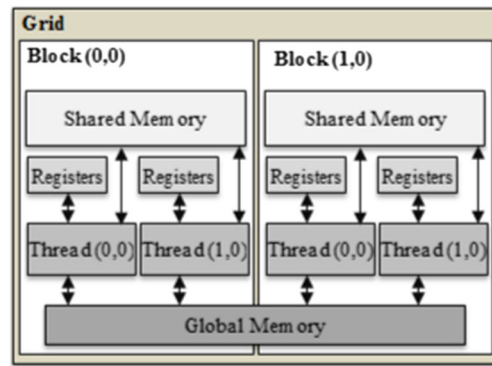 Grid
Block(0,0)
Block(1,0)
Shared Memory
Shared Memory
Registers
Registers
Registers
Registers
Thread(0,0)
Thread(1,0)
Thread(0,0)
Thread(1,0)
Global Memory